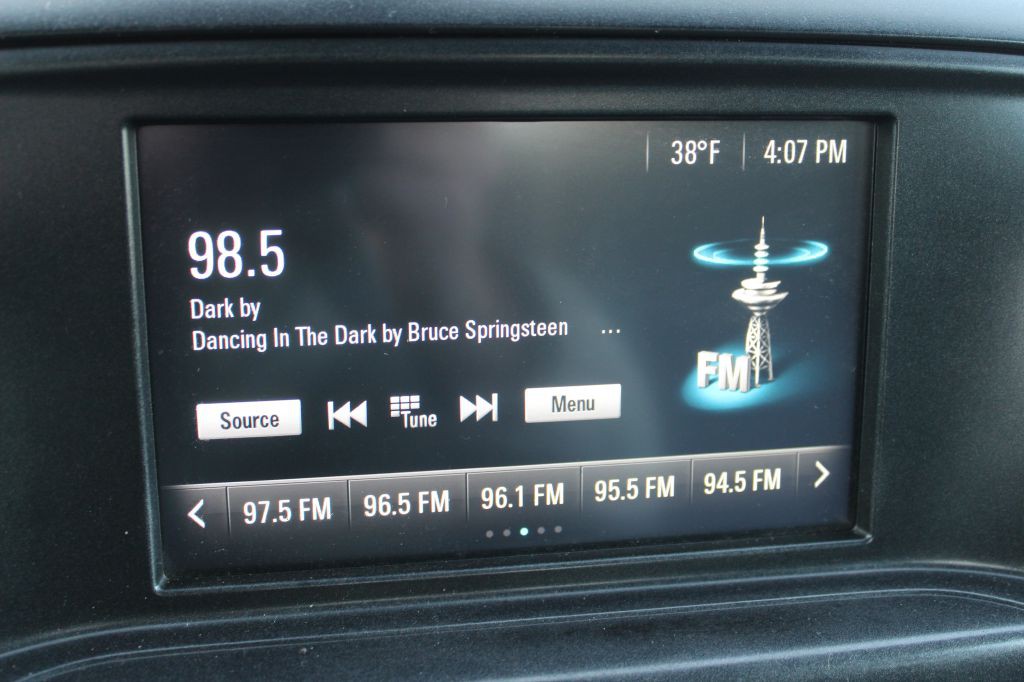 38°F 4:07 PM
98.5
Dark by
Dancing In The Dark by Bruce Springsteen ...
FM
Source Tune Menu
97.5 FM 96.5 FM 96.1 FM 95.5 FM 94.5 FM